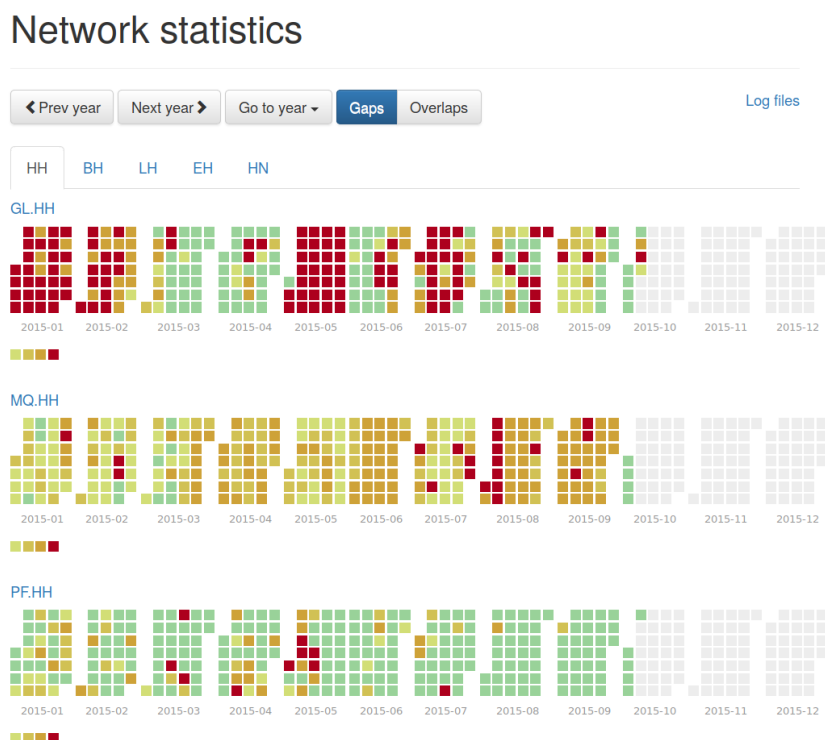 Network statistics
Prev year Next year Go to year Gaps Overlaps Log files
HH BH LH EH HN
GL.HH
2015-01 2015-02 2015-03 2015-04 2015-05 2015-06 2015-07 2015-08 2015-09 2015-10 2015-11 2015-12
MQ.HH
2015-01 2015-02 2015-03 2015-04 2015-05 2015-06 2015-07 2015-08 2015-09 2015-10 2015-11 2015-12
PF.HH
2015-01 2015-02 2015-03 2015-04 2015-05 2015-06 2015-07 2015-08 2015-09 2015-10 2015-11 2015-12